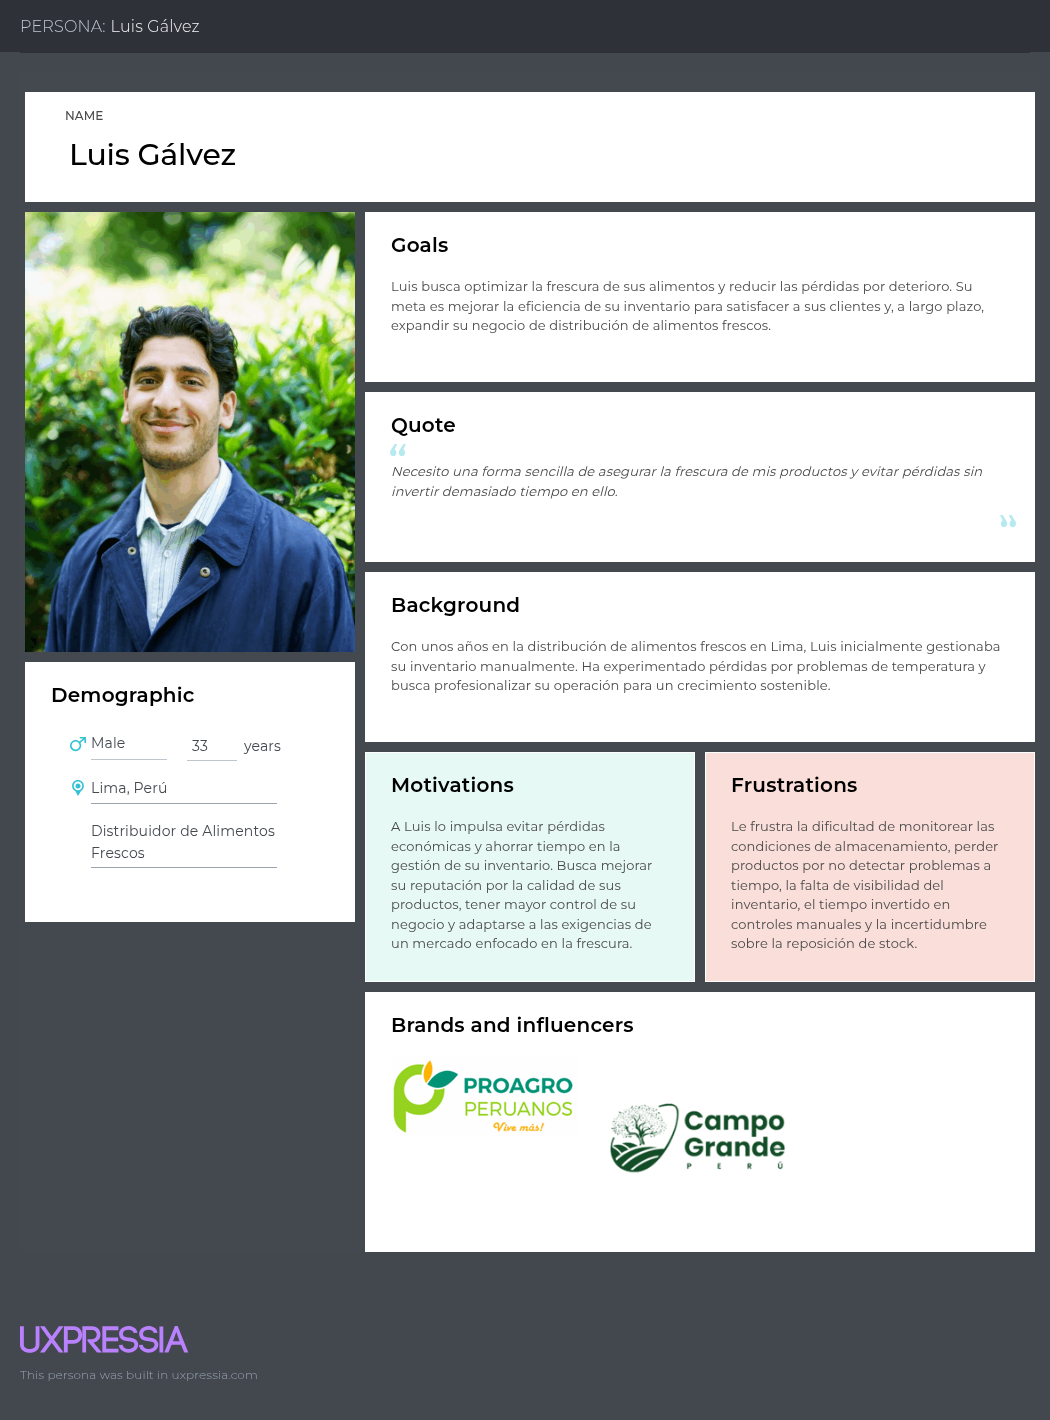 PERSONA: Luis Gálvez
NAME
Luis Gálvez
Goals
Luis busca optimizar la frescura de sus alimentos y reducir las pérdidas por deterioro. Su
meta es mejorar la eficiencia de su inventario para satisfacer a sus clientes y, a largo plazo,
expandir su negocio de distribución de alimentos frescos.
Quote
“
Necesito una forma sencilla de asegurar la frescura de mis productos y evitar pérdidas sin
invertir demasiado tiempo en ello.
”
Background
Con unos años en la distribución de alimentos frescos en Lima, Luis inicialmente gestionaba
su inventario manualmente. Ha experimentado pérdidas por problemas de temperatura y
busca profesionalizar su operación para un crecimiento sostenible.
Demographic
Male 33 years
Lima, Perú
Distribuidor de Alimentos
Frescos
Motivations
A Luis lo impulsa evitar pérdidas
económicas y ahorrar tiempo en la
gestión de su inventario. Busca mejorar
su reputación por la calidad de sus
productos, tener mayor control de su
negocio y adaptarse a las exigencias de
un mercado enfocado en la frescura.
Frustrations
Le frustra la dificultad de monitorear las
condiciones de almacenamiento, perder
productos por no detectar problemas a
tiempo, la falta de visibilidad del
inventario, el tiempo invertido en
controles manuales y la incertidumbre
sobre la reposición de stock.
Brands and influencers
PROAGRO
PERUANOS
Vive más!
Campo
Grande
PERÚ
UXPRESSIA
This persona was built in uxpressia.com